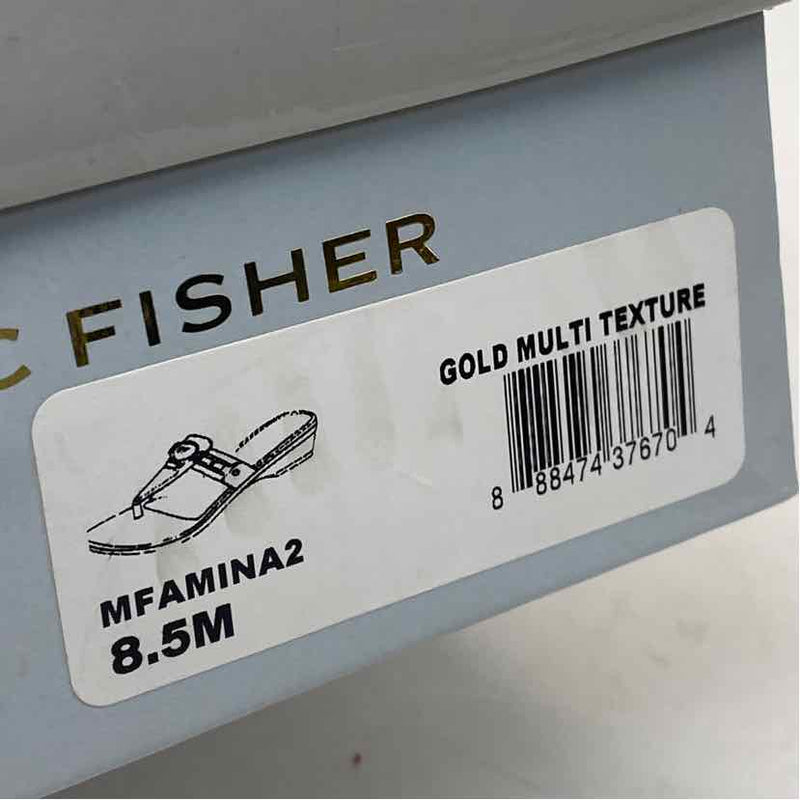 C FISHER
GOLD MULTI TEXTURE
8 88474 37670 4
MFAMINA2
8.5M